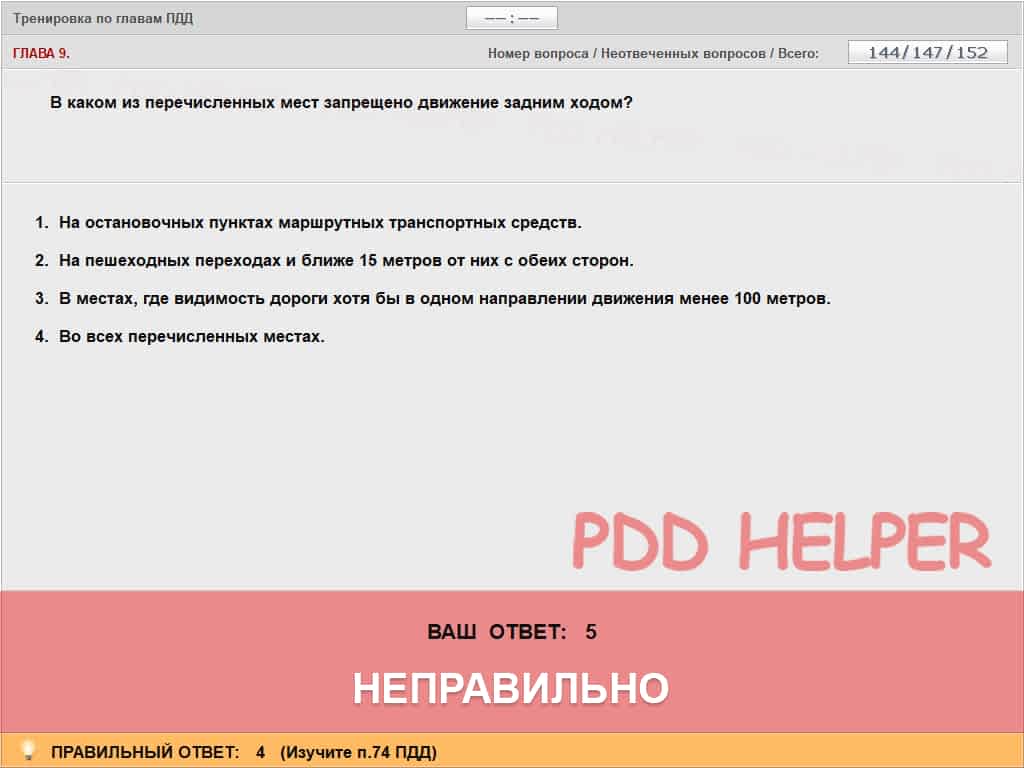 Тренировка по главам ПДД
—— : ——
ГЛАВА 9.
Номер вопроса / Неотвеченных вопросов / Всего:
144/147/152
В каком из перечисленных мест запрещено движение задним ходом?
1. На остановочных пунктах маршрутных транспортных средств.
2. На пешеходных переходах и ближе 15 метров от них с обеих сторон.
3. В местах, где видимость дороги хотя бы в одном направлении движения менее 100 метров.
4. Во всех перечисленных местах.
PDD HELPER
ВАШ ОТВЕТ: 5
НЕПРАВИЛЬНО
ПРАВИЛЬНЫЙ ОТВЕТ: 4 (Изучите п.74 ПДД)